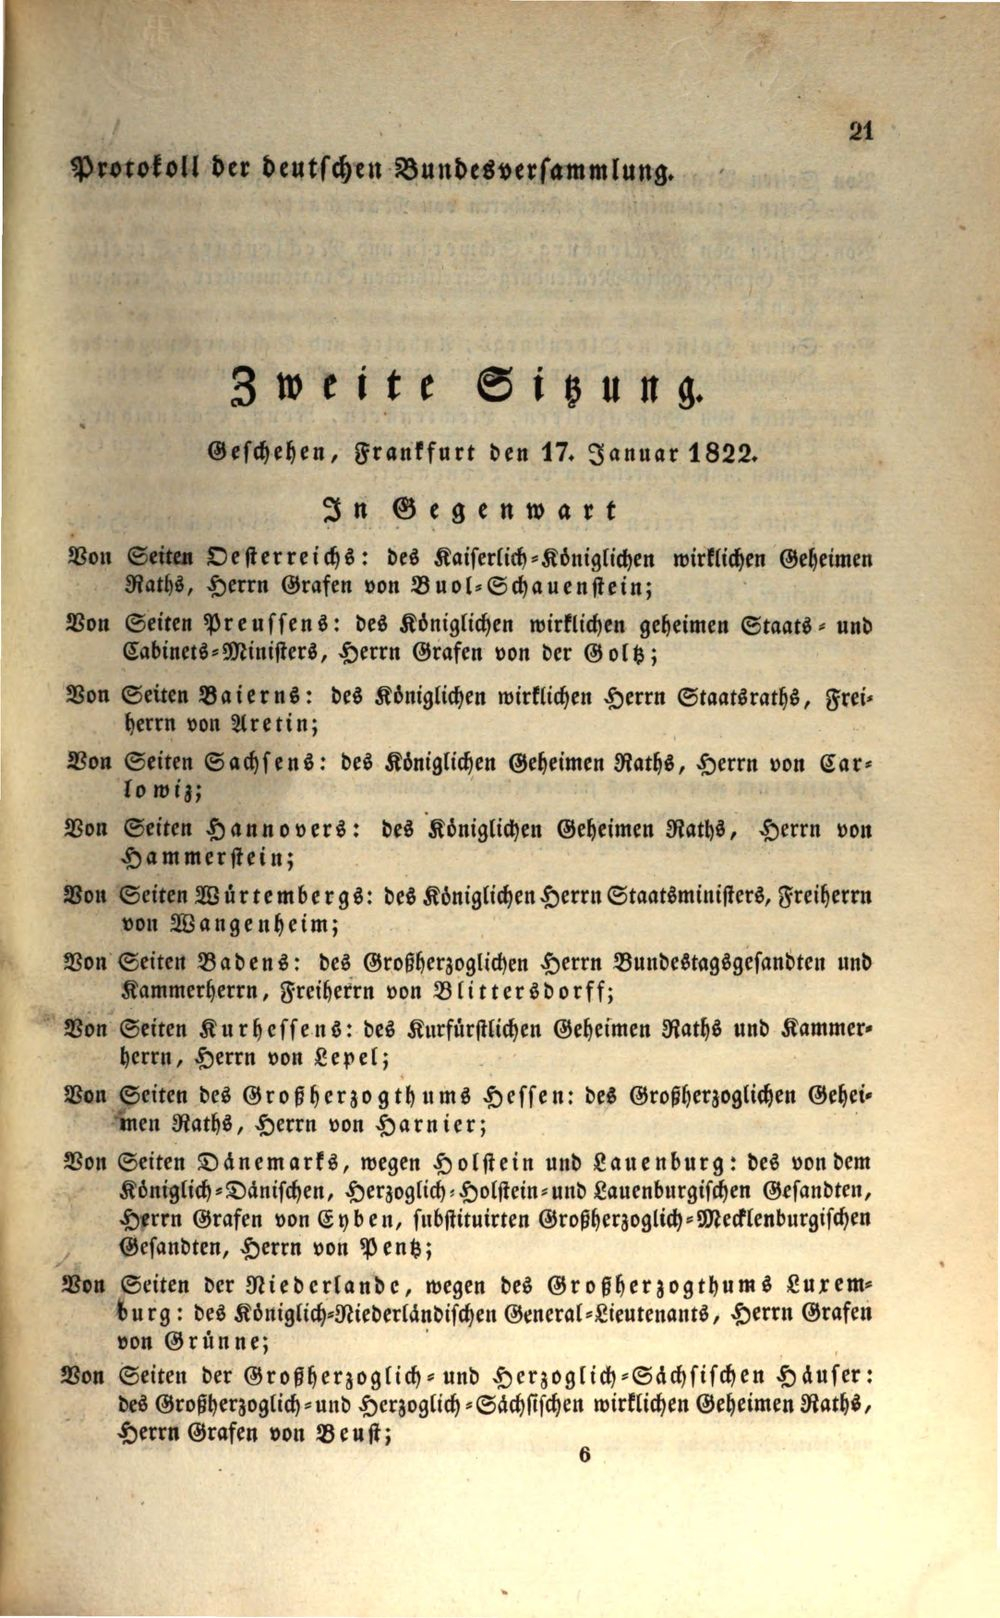 21
Protokoll der deutschen Bundesversammlung.
Zweite Sitzung.
Geschehen, Frankfurt den 17. Januar 1822.
In Gegenwart
Von Seiten Oesterreichs: des Kaiserlich-Königlichen wirklichen Geheimen
Raths, Herrn Grafen von Buol-Schauenstein;
Von Seiten Preussens: des Königlichen wirklichen geheimen Staats- und
Cabinets-Ministers, Herrn Grafen von der Goltz;
Von Seiten Baierns: des Königlichen wirklichen Herrn Staatsraths, Frei-
herrn von Aretin;
Von Seiten Sachsens: des Königlichen Geheimen Raths, Herrn von Car-
lowiz;
Von Seiten Hannovers: des Königlichen Geheimen Raths, Herrn von
Hammerstein;
Von Seiten Würtembergs: des Königlichen Herrn Staatsministers, Freiherrn
von Wangenheim;
Von Seiten Badens: des Großherzoglichen Herrn Bundestagsgesandten und
Kammerherrn, Freiherrn von Blittersdorff;
Von Seiten Kurhessens: des Kurfürstlichen Geheimen Raths und Kammer-
herrn, Herrn von Lepel;
Von Seiten des Großherzogthums Hessen: des Großherzoglichen Gehei-
men Raths, Herrn von Harnier;
Von Seiten Dänemarks, wegen Holstein und Lauenburg: des von dem
Königlich-Dänischen, Herzoglich-Holstein-und Lauenburgischen Gesandten,
Herrn Grafen von Eyben, substituirten Großherzoglich-Mecklenburgischen
Gesandten, Herrn von Pentz;
Von Seiten der Niederlande, wegen des Großherzogthums Luxem-
burg: des Königlich-Niederländischen General-Lieutenants, Herrn Grafen
von Grünne;
Von Seiten der Großherzoglich- und Herzoglich-Sächsischen Häuser:
des Großherzoglich-und Herzoglich-Sächsischen wirklichen Geheimen Raths,
Herrn Grafen von Beust;
6